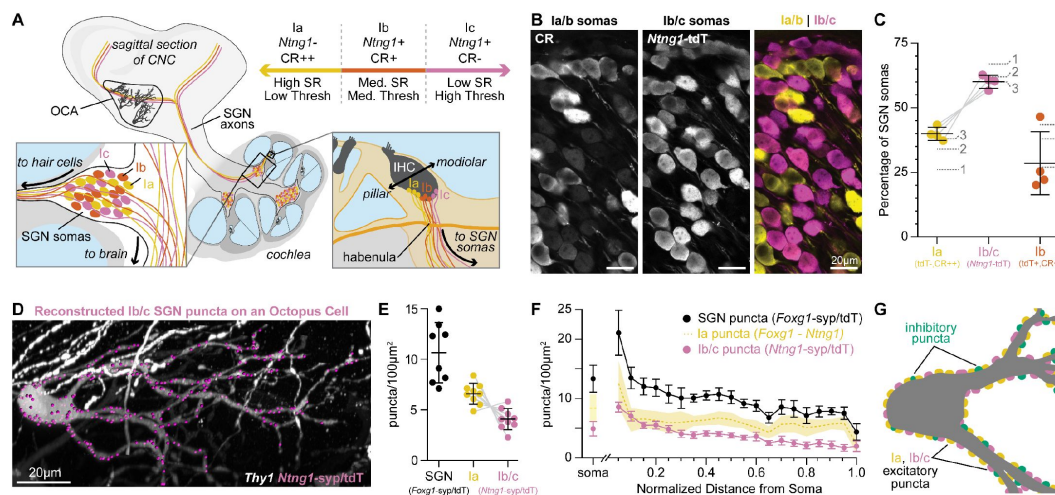 A
sagittal section
of CNC
OCA
SGN
axons
Ia
Ntng1-
CR++
Ib
Ntng1+
CR+
Ic
Ntng1+
CR-
High SR
Low Thresh
Med. SR
Med. Thresh
Low SR
High Thresh
to hair cells
Ic
Ib
Ia
SGN somas
to brain
cochlea
IHC
modiolar
pillar
Ia
Ib
Ic
habenula
to SGN
somas
B
Ia/b somas
Ib/c somas
Ia/b | Ib/c
CR
Ntng1-tdT
20μm
C
Percentage of SGN somas
75
50
25
0
1
2
3
3
2
1
Ia
(tdT-,CR++)
Ib/c
(Ntng1-tdT)
Ib
(tdT+,CR+
D
Reconstructed Ib/c SGN puncta on an Octopus Cell
20μm
Thy1 Ntng1-syp/tdT
E
puncta/100μm²
15
10
5
0
SGN
(Foxg1-syp/tdT)
Ia
Ib/c
(Ntng1-syp/tdT)
F
puncta/100μm²
25
20
15
10
5
0
SGN puncta (Foxg1-syp/tdT)
Ia puncta (Foxg1 - Ntng1)
Ib/c puncta (Ntng1-syp/tdT)
soma
0.2
0.4
0.6
0.8
1.0
Normalized Distance from Soma
G
inhibitory
puncta
Ia, Ib/c
excitatory
puncta